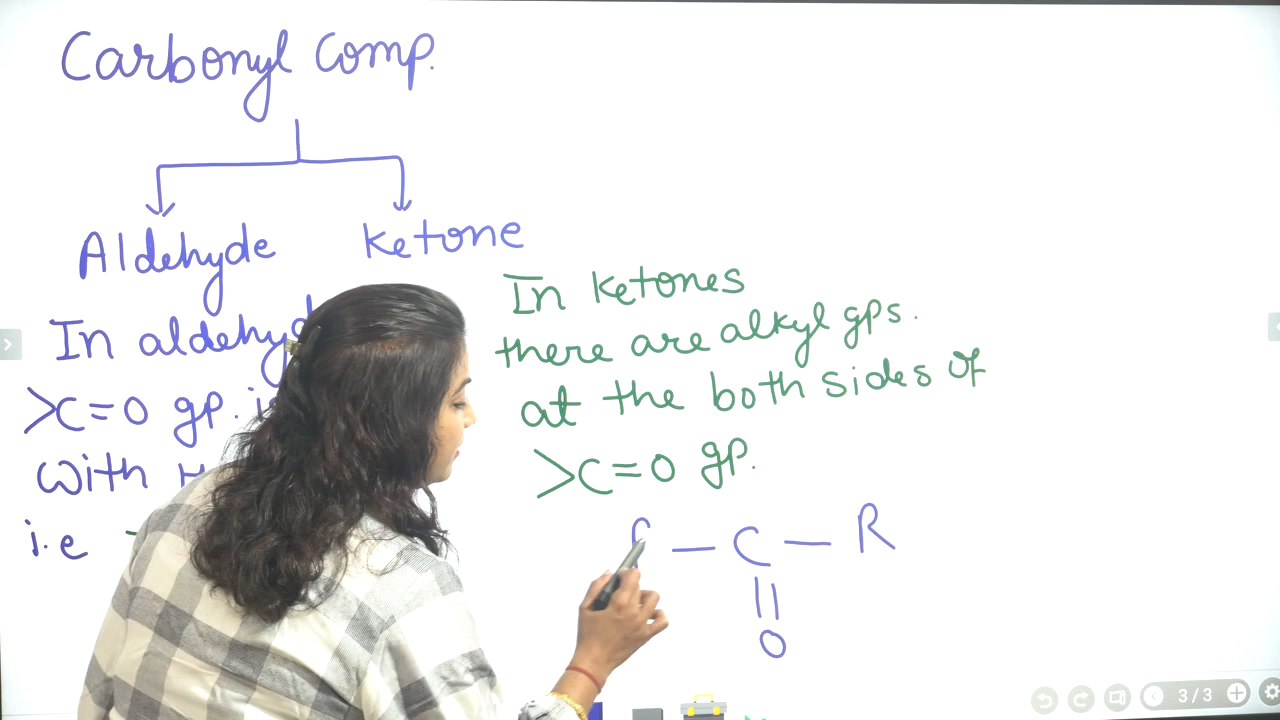 Carbonyl Comp.
Aldehyde Ketone
In
>C=O gp.
With
i.e
In Ketones
there are alkyl gps.
at the both sides of
>C=O gp.
— C — R
||
O
3/3